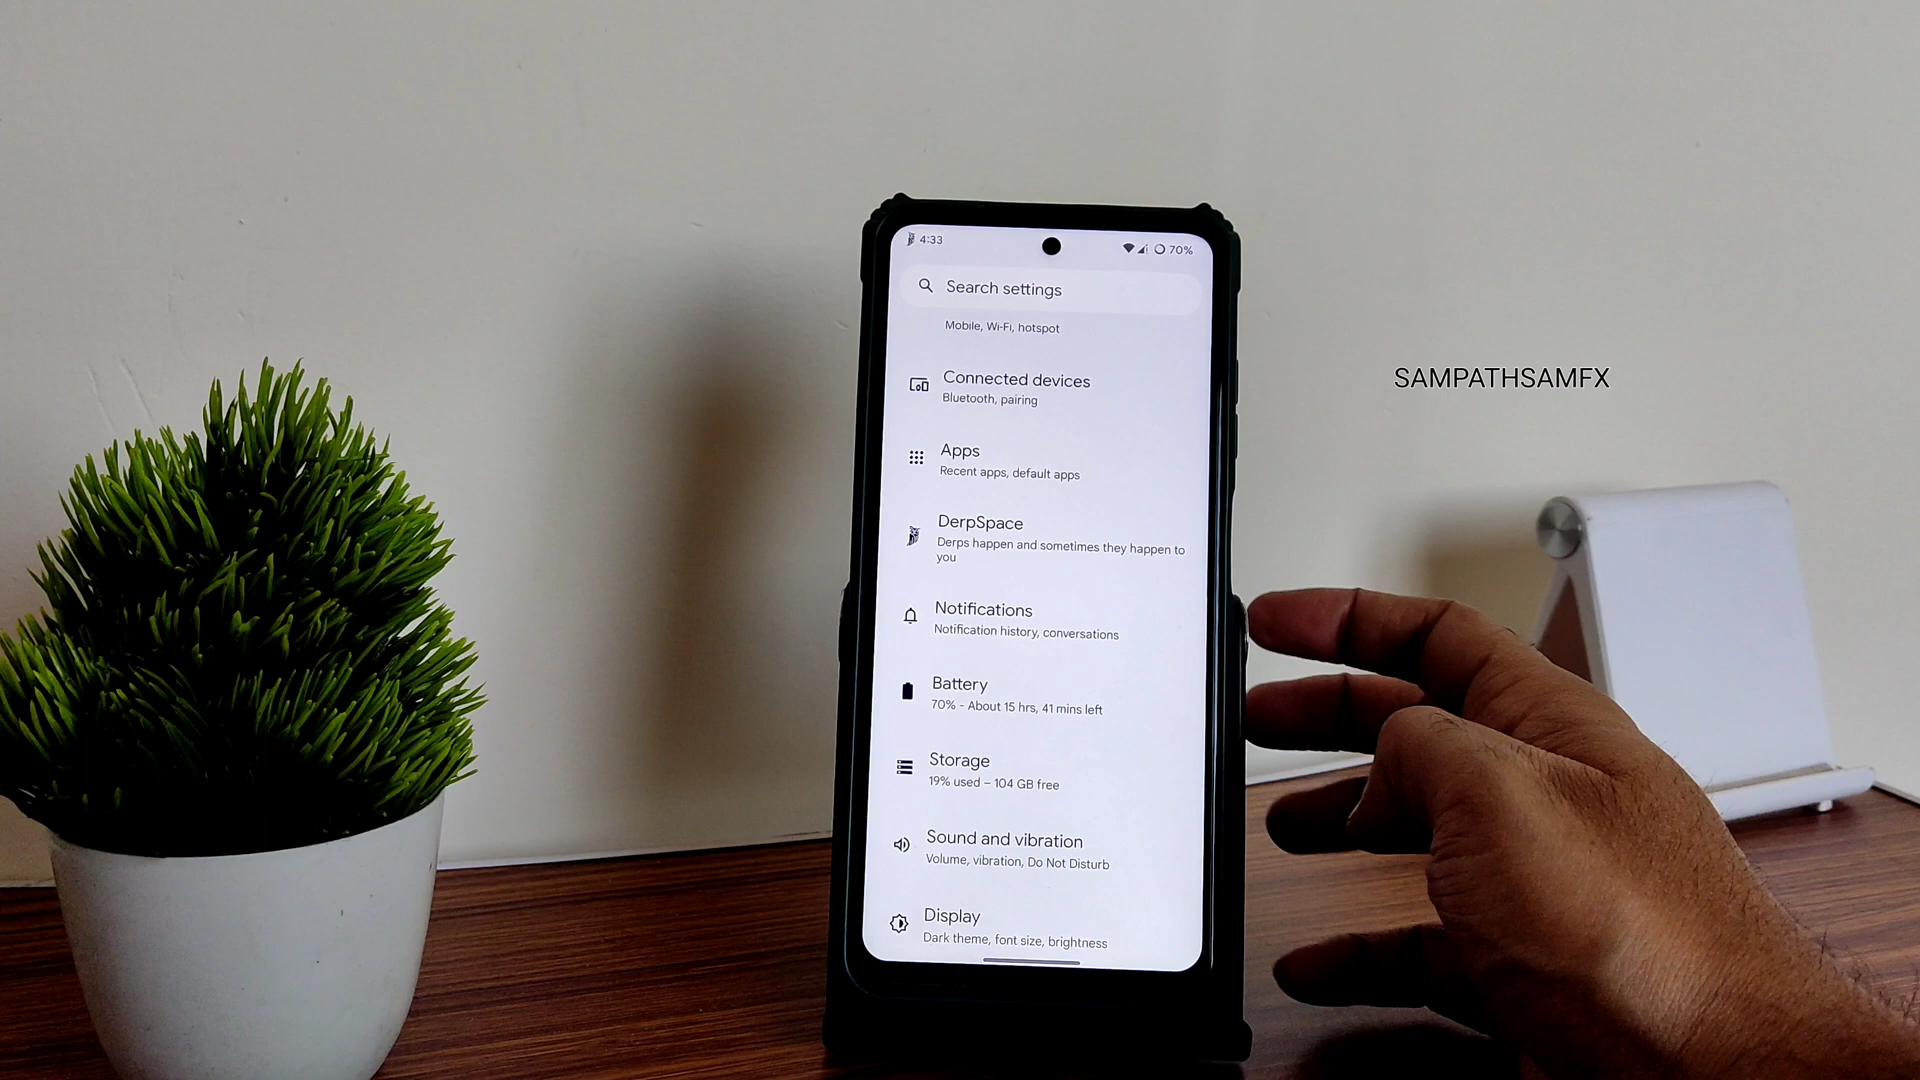 4:33
70%
Search settings
Mobile, Wi-Fi, hotspot
Connected devices
Bluetooth, pairing
Apps
Recent apps, default apps
DerpSpace
Derps happen and sometimes they happen to
you
Notifications
Notification history, conversations
Battery
70% - About 15 hrs, 41 mins left
Storage
19% used – 104 GB free
Sound and vibration
Volume, vibration, Do Not Disturb
Display
Dark theme, font size, brightness
SAMPATHSAMFX